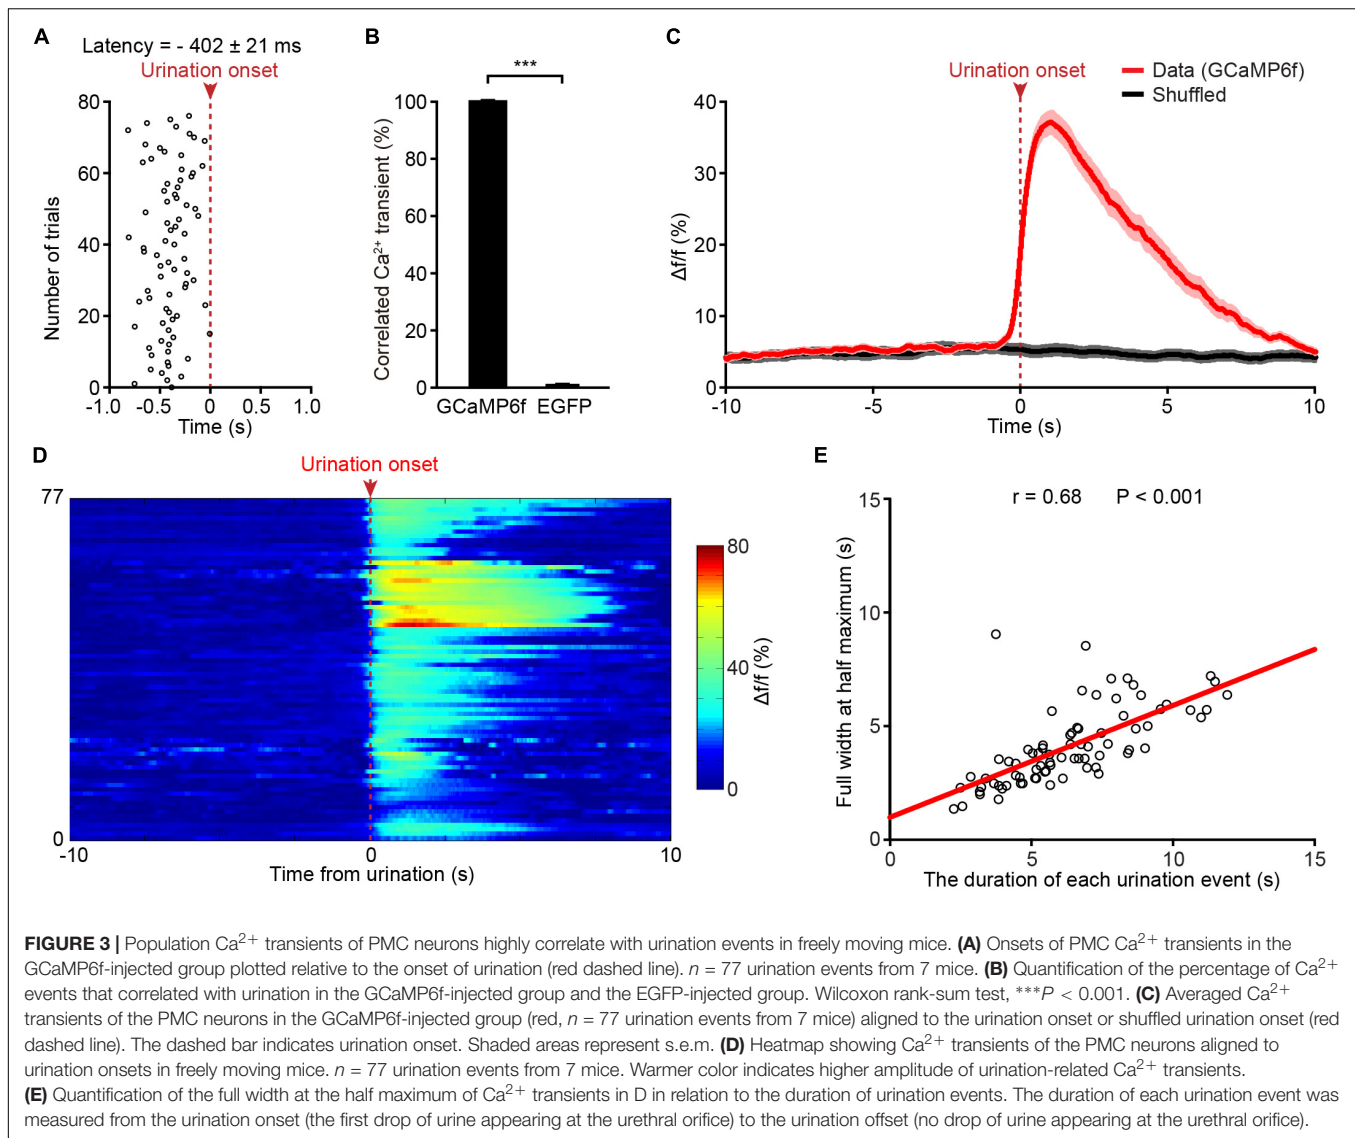 A
Latency = - 402 ± 21 ms
Urination onset
Number of trials
80
60
40
20
0
-1.0 -0.5 0 0.5 1.0
Time (s)
B
***
Correlated Ca²⁺ transient (%)
100
80
60
40
20
0
GCaMP6f EGFP
C
Urination onset
Data (GCaMP6f)
Shuffled
Δf/f (%)
40
30
20
10
0
-10 -5 0 5 10
Time (s)
D
Urination onset
77
0
-10 0 10
Time from urination (s)
80
40
0
Δf/f (%)
E
r = 0.68 P < 0.001
Full width at half maximum (s)
15
10
5
0
0 5 10 15
The duration of each urination event (s)
FIGURE 3 | Population Ca²⁺ transients of PMC neurons highly correlate with urination events in freely moving mice. (A) Onsets of PMC Ca²⁺ transients in the
GCaMP6f-injected group plotted relative to the onset of urination (red dashed line). n = 77 urination events from 7 mice. (B) Quantification of the percentage of Ca²⁺
events that correlated with urination in the GCaMP6f-injected group and the EGFP-injected group. Wilcoxon rank-sum test, ***P < 0.001. (C) Averaged Ca²⁺
transients of the PMC neurons in the GCaMP6f-injected group (red, n = 77 urination events from 7 mice) aligned to the urination onset or shuffled urination onset (red
dashed line). The dashed bar indicates urination onset. Shaded areas represent s.e.m. (D) Heatmap showing Ca²⁺ transients of the PMC neurons aligned to
urination onsets in freely moving mice. n = 77 urination events from 7 mice. Warmer color indicates higher amplitude of urination-related Ca²⁺ transients.
(E) Quantification of the full width at the half maximum of Ca²⁺ transients in D in relation to the duration of urination events. The duration of each urination event was
measured from the urination onset (the first drop of urine appearing at the urethral orifice) to the urination offset (no drop of urine appearing at the urethral orifice).